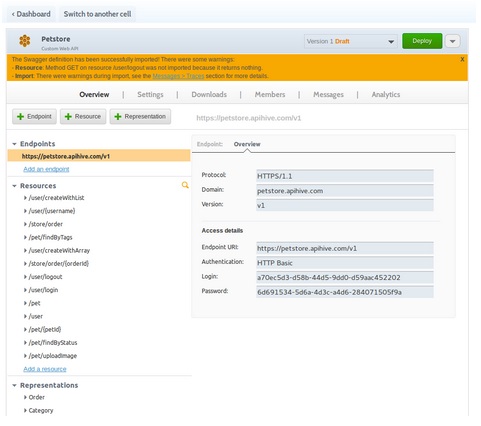 ‹ Dashboard
Switch to another cell
Petstore
Custom Web API
Version 1 Draft
Deploy
The Swagger definition has been successfully imported! There were some warnings:
- Resource: Method GET on resource /user/logout was not imported because it returns nothing.
- Import: There were warnings during import, see the Messages > Traces section for more details.
X
Overview | Settings | Downloads | Members | Messages | Analytics
Endpoint
Resource
Representation
https://petstore.apihive.com/v1
Endpoints
https://petstore.apihive.com/v1
Add an endpoint
Resources
/user/createWithList
/user/{username}
/store/order
/pet/findByTags
/user/createWithArray
/store/order/{orderId}
/user/logout
/user/login
/pet
/user
/pet/{petId}
/pet/findByStatus
/pet/uploadImage
Add a resource
Representations
Order
Category
Endpoint: Overview
Protocol: HTTPS/1.1
Domain: petstore.apihive.com
Version: v1
Access details
Endpoint URI: https://petstore.apihive.com/v1
Authentication: HTTP Basic
Login: a70ec5d3-d58b-44d5-9dd0-d59aac452202
Password: 6d691534-5d6a-4d3c-a4d6-284071505f9a